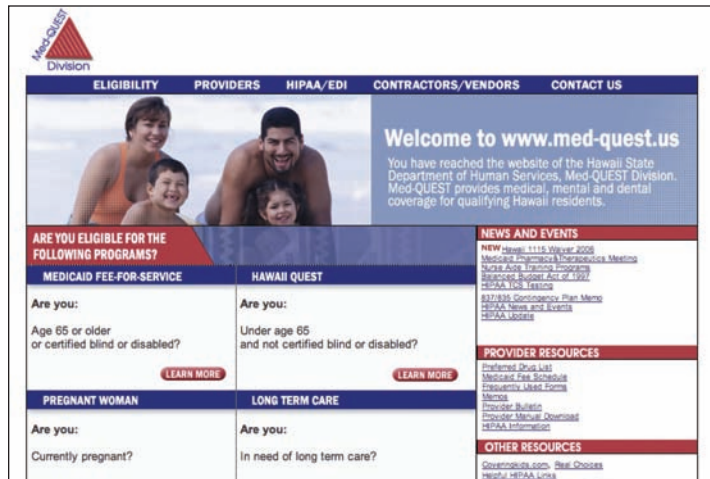 Med-QUEST
Division
ELIGIBILITY PROVIDERS HIPAA/EDI CONTRACTORS/VENDORS CONTACT US
Welcome to www.med-quest.us
You have reached the website of the Hawaii State
Department of Human Services, Med-QUEST Division.
Med-QUEST provides medical, mental and dental
coverage for qualifying Hawaii residents.
ARE YOU ELIGIBLE FOR THE
FOLLOWING PROGRAMS?
MEDICAID FEE-FOR-SERVICE
Are you:
Age 65 or older
or certified blind or disabled?
LEARN MORE
HAWAII QUEST
Are you:
Under age 65
and not certified blind or disabled?
LEARN MORE
PREGNANT WOMAN
Are you:
Currently pregnant?
LONG TERM CARE
Are you:
In need of long term care?
NEWS AND EVENTS
NEW Hawaii 1115 Waiver 2006
Medicaid Pharmacy&Therapeutics Meeting
Nurse Aide Training Programs
Balanced Budget Act of 1997
HIPAA TCS Testing
837/835 Contingency Plan Memo
HIPAA News and Events
HIPAA Update
PROVIDER RESOURCES
Preferred Drug List
Medicaid Fee Schedule
Frequently Used Forms
Memos
Provider Bulletin
Provider Manual Download
HIPAA Information
OTHER RESOURCES
Coveringkids.com, Real Choices
Helpful HIPAA Links